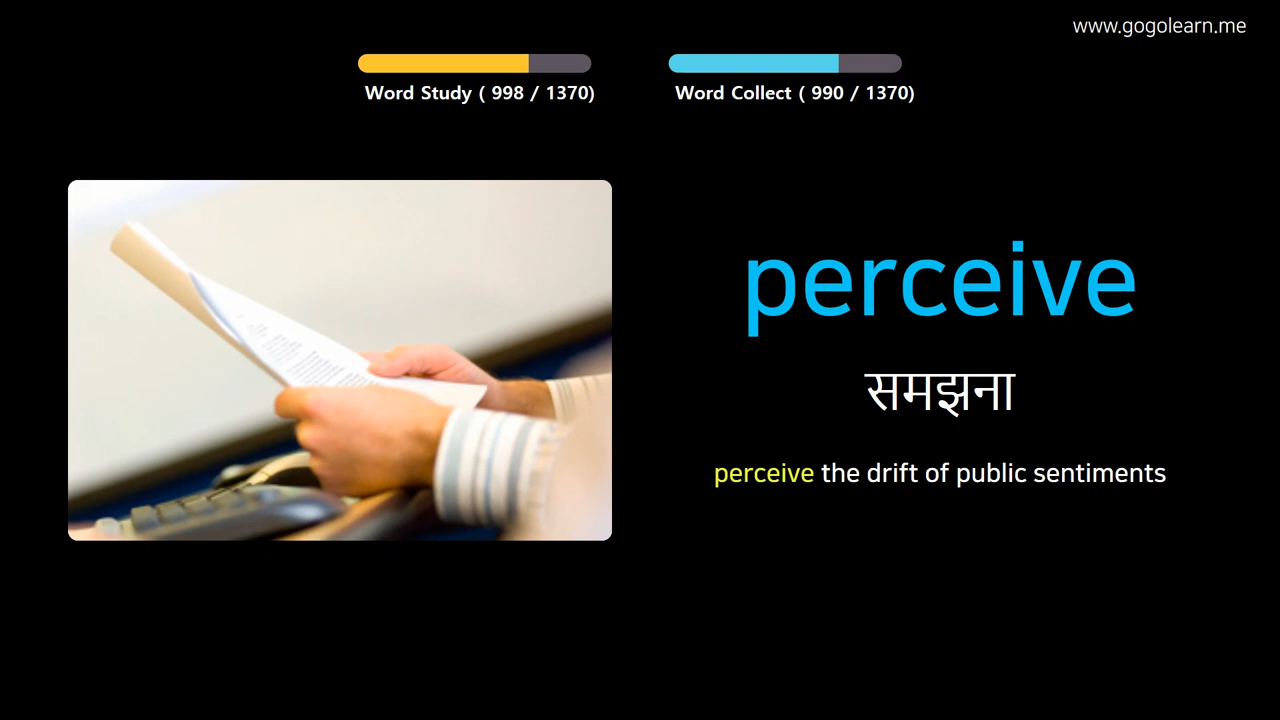 www.gogolearn.me
Word Study ( 998 / 1370)
Word Collect ( 990 / 1370)
perceive
समझना
perceive the drift of public sentiments